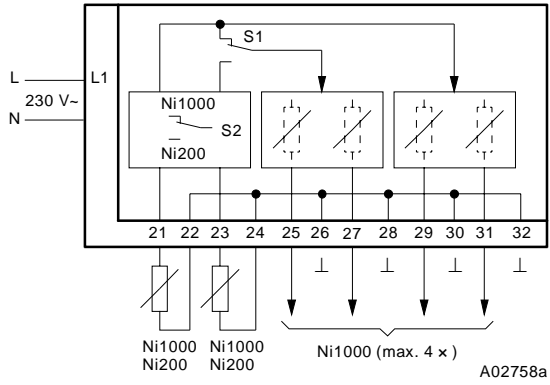 S1
L
L1
230 V~
N
Ni1000
S2
Ni200
21 22 23 24 25 26 27 28 29 30 31 32
Ni1000 Ni1000 Ni1000 (max. 4 ×)
Ni200 Ni200
A02758a